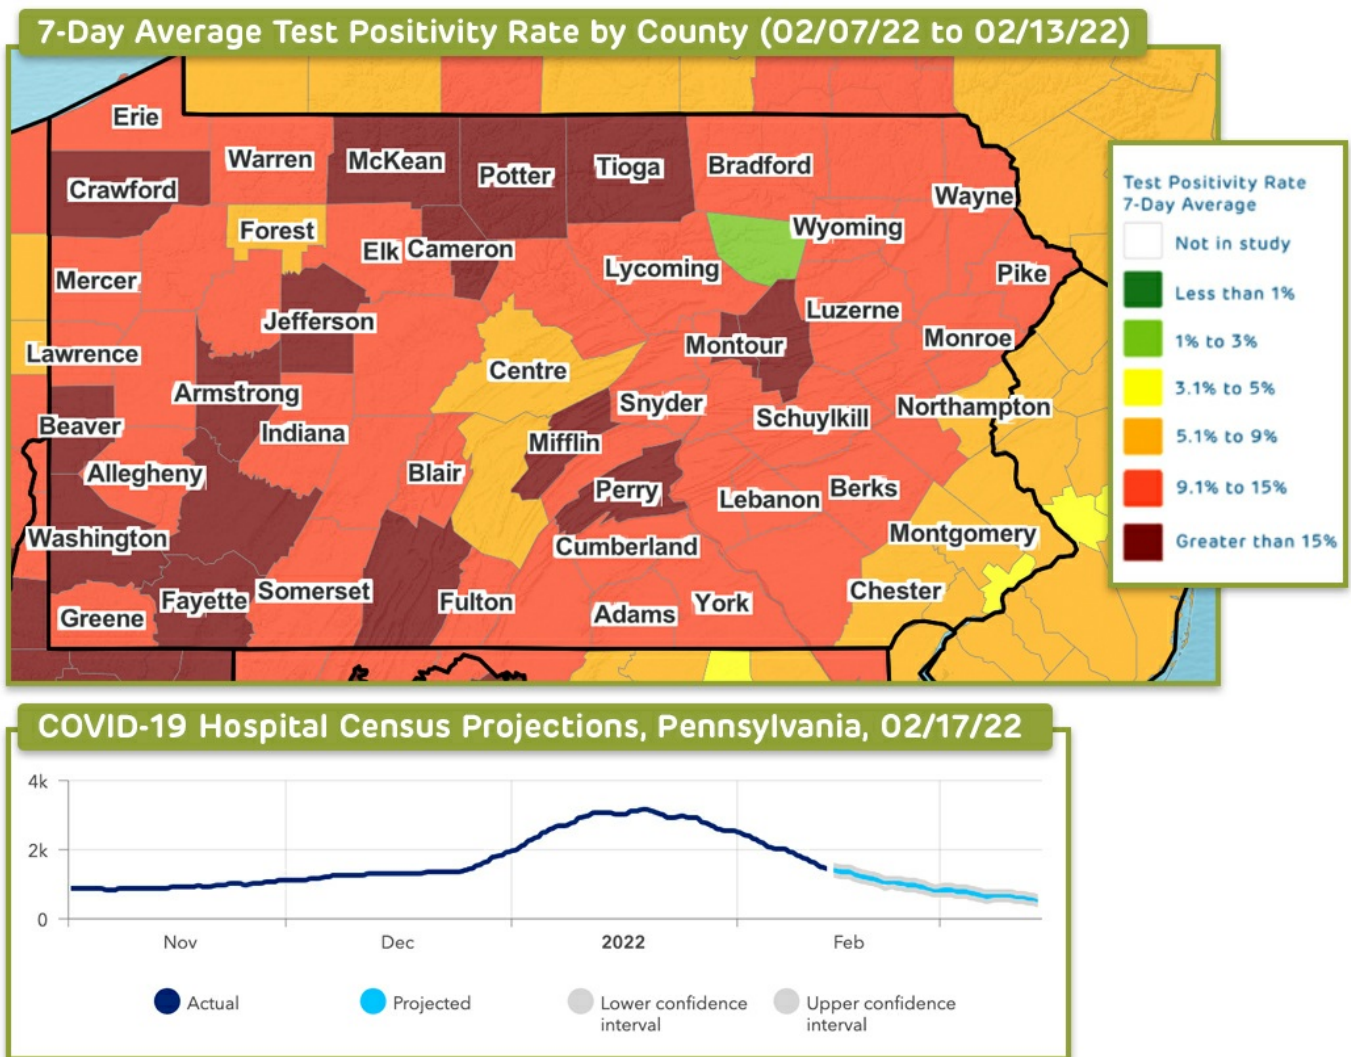 7-Day Average Test Positivity Rate by County (02/07/22 to 02/13/22)
Erie
Warren
McKean
Potter
Tioga
Bradford
Wayne
Crawford
Forest
Elk
Cameron
Wyoming
Lycoming
Pike
Mercer
Jefferson
Luzerne
Lawrence
Montour
Monroe
Centre
Armstrong
Snyder
Northampton
Beaver
Indiana
Mifflin
Schuylkill
Allegheny
Blair
Perry
Lebanon
Berks
Washington
Cumberland
Montgomery
Greene
Fayette
Somerset
Fulton
Adams
York
Chester
Test Positivity Rate
7-Day Average
Not in study
Less than 1%
1% to 3%
3.1% to 5%
5.1% to 9%
9.1% to 15%
Greater than 15%
COVID-19 Hospital Census Projections, Pennsylvania, 02/17/22
4k
2k
0
Nov
Dec
2022
Feb
Actual
Projected
Lower confidence
interval
Upper confidence
interval